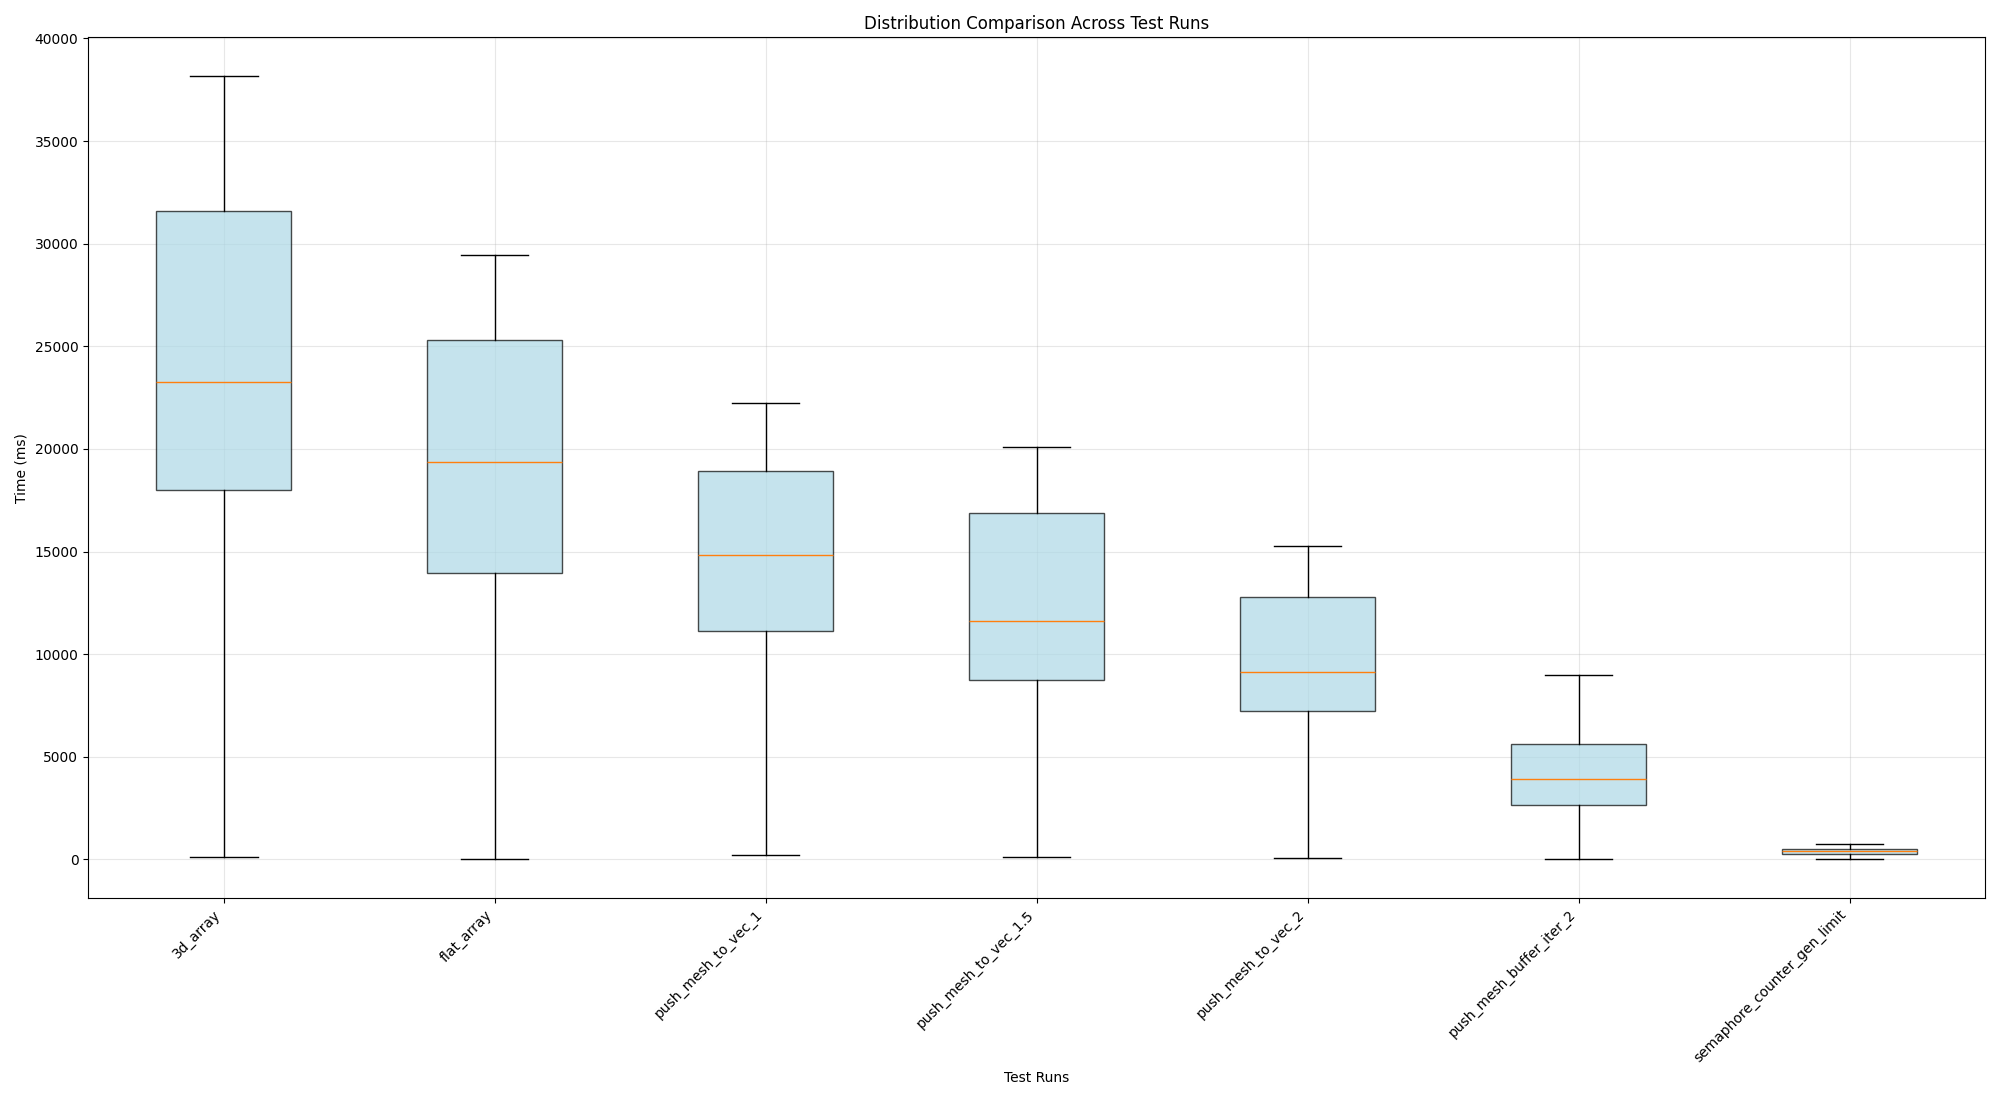 Distribution Comparison Across Test Runs
40000
35000
30000
25000
20000
15000
10000
5000
0
Time (ms)
3d_array
flat_array
push_mesh_to_vec_1
push_mesh_to_vec_1.5
push_mesh_to_vec_2
push_mesh_buffer_iter_2
semaphore_counter_gen_limit
Test Runs